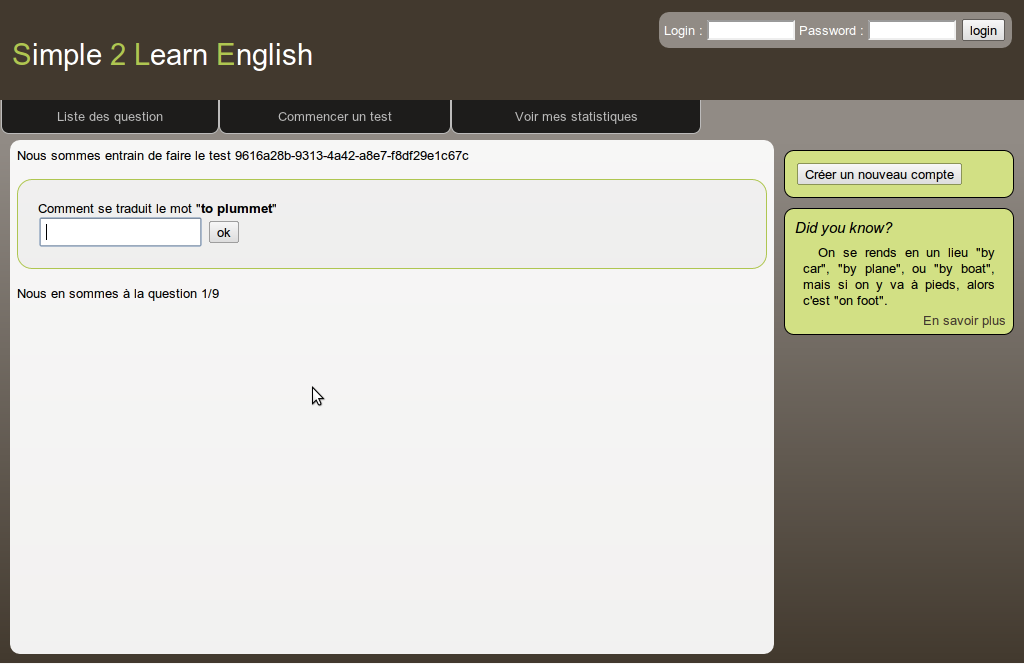 Simple 2 Learn English
Login : Password : login
Liste des question
Commencer un test
Voir mes statistiques
Nous sommes entrain de faire le test 9616a28b-9313-4a42-a8e7-f8df29e1c67c
Comment se traduit le mot "to plummet"
ok
Nous en sommes à la question 1/9
Créer un nouveau compte
Did you know?
On se rends en un lieu "by
car", "by plane", ou "by boat",
mais si on y va à pieds, alors
c'est "on foot".
En savoir plus